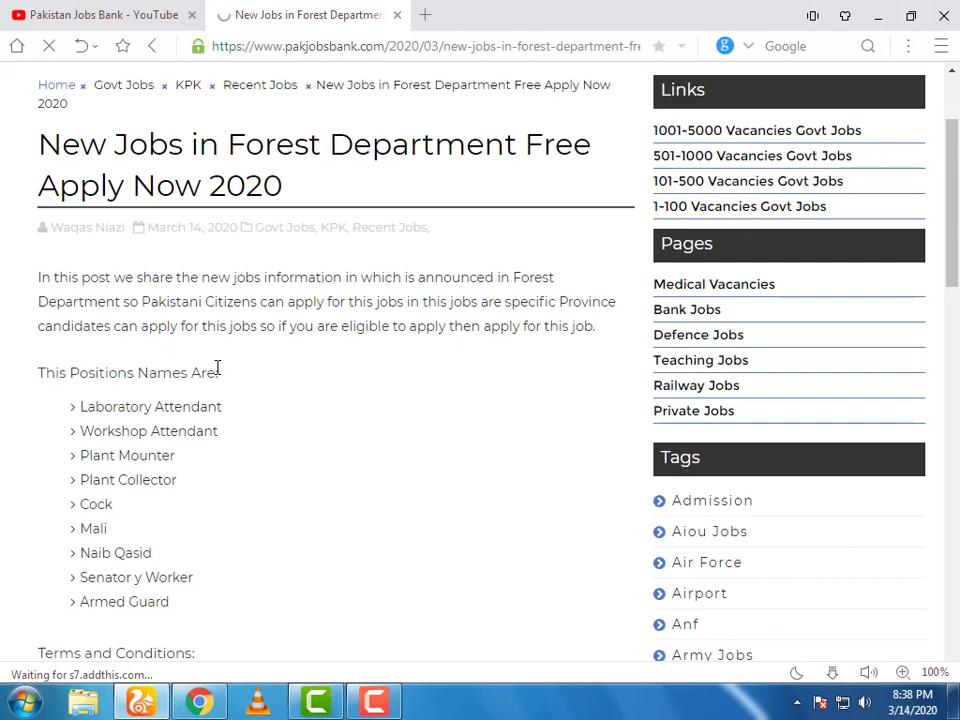 Pakistan Jobs Bank - YouTube
New Jobs in Forest Departmen
https://www.pakjobsbank.com/2020/03/new-jobs-in-forest-department-fre
Google
Home × Govt Jobs × KPK × Recent Jobs × New Jobs in Forest Department Free Apply Now
2020
New Jobs in Forest Department Free
Apply Now 2020
Waqas Niazi March 14, 2020 Govt Jobs, KPK, Recent Jobs,
In this post we share the new jobs information in which is announced in Forest
Department so Pakistani Citizens can apply for this jobs in this jobs are specific Province
candidates can apply for this jobs so if you are eligible to apply then apply for this job.
This Positions Names Are:
> Laboratory Attendant
> Workshop Attendant
> Plant Mounter
> Plant Collector
> Cock
> Mali
> Naib Qasid
> Senator y Worker
> Armed Guard
Terms and Conditions:
Links
1001-5000 Vacancies Govt Jobs
501-1000 Vacancies Govt Jobs
101-500 Vacancies Govt Jobs
1-100 Vacancies Govt Jobs
Pages
Medical Vacancies
Bank Jobs
Defence Jobs
Teaching Jobs
Railway Jobs
Private Jobs
Tags
Admission
Aiou Jobs
Air Force
Airport
Anf
Army Jobs
Waiting for s7.addthis.com...
100%
8:38 PM
3/14/2020